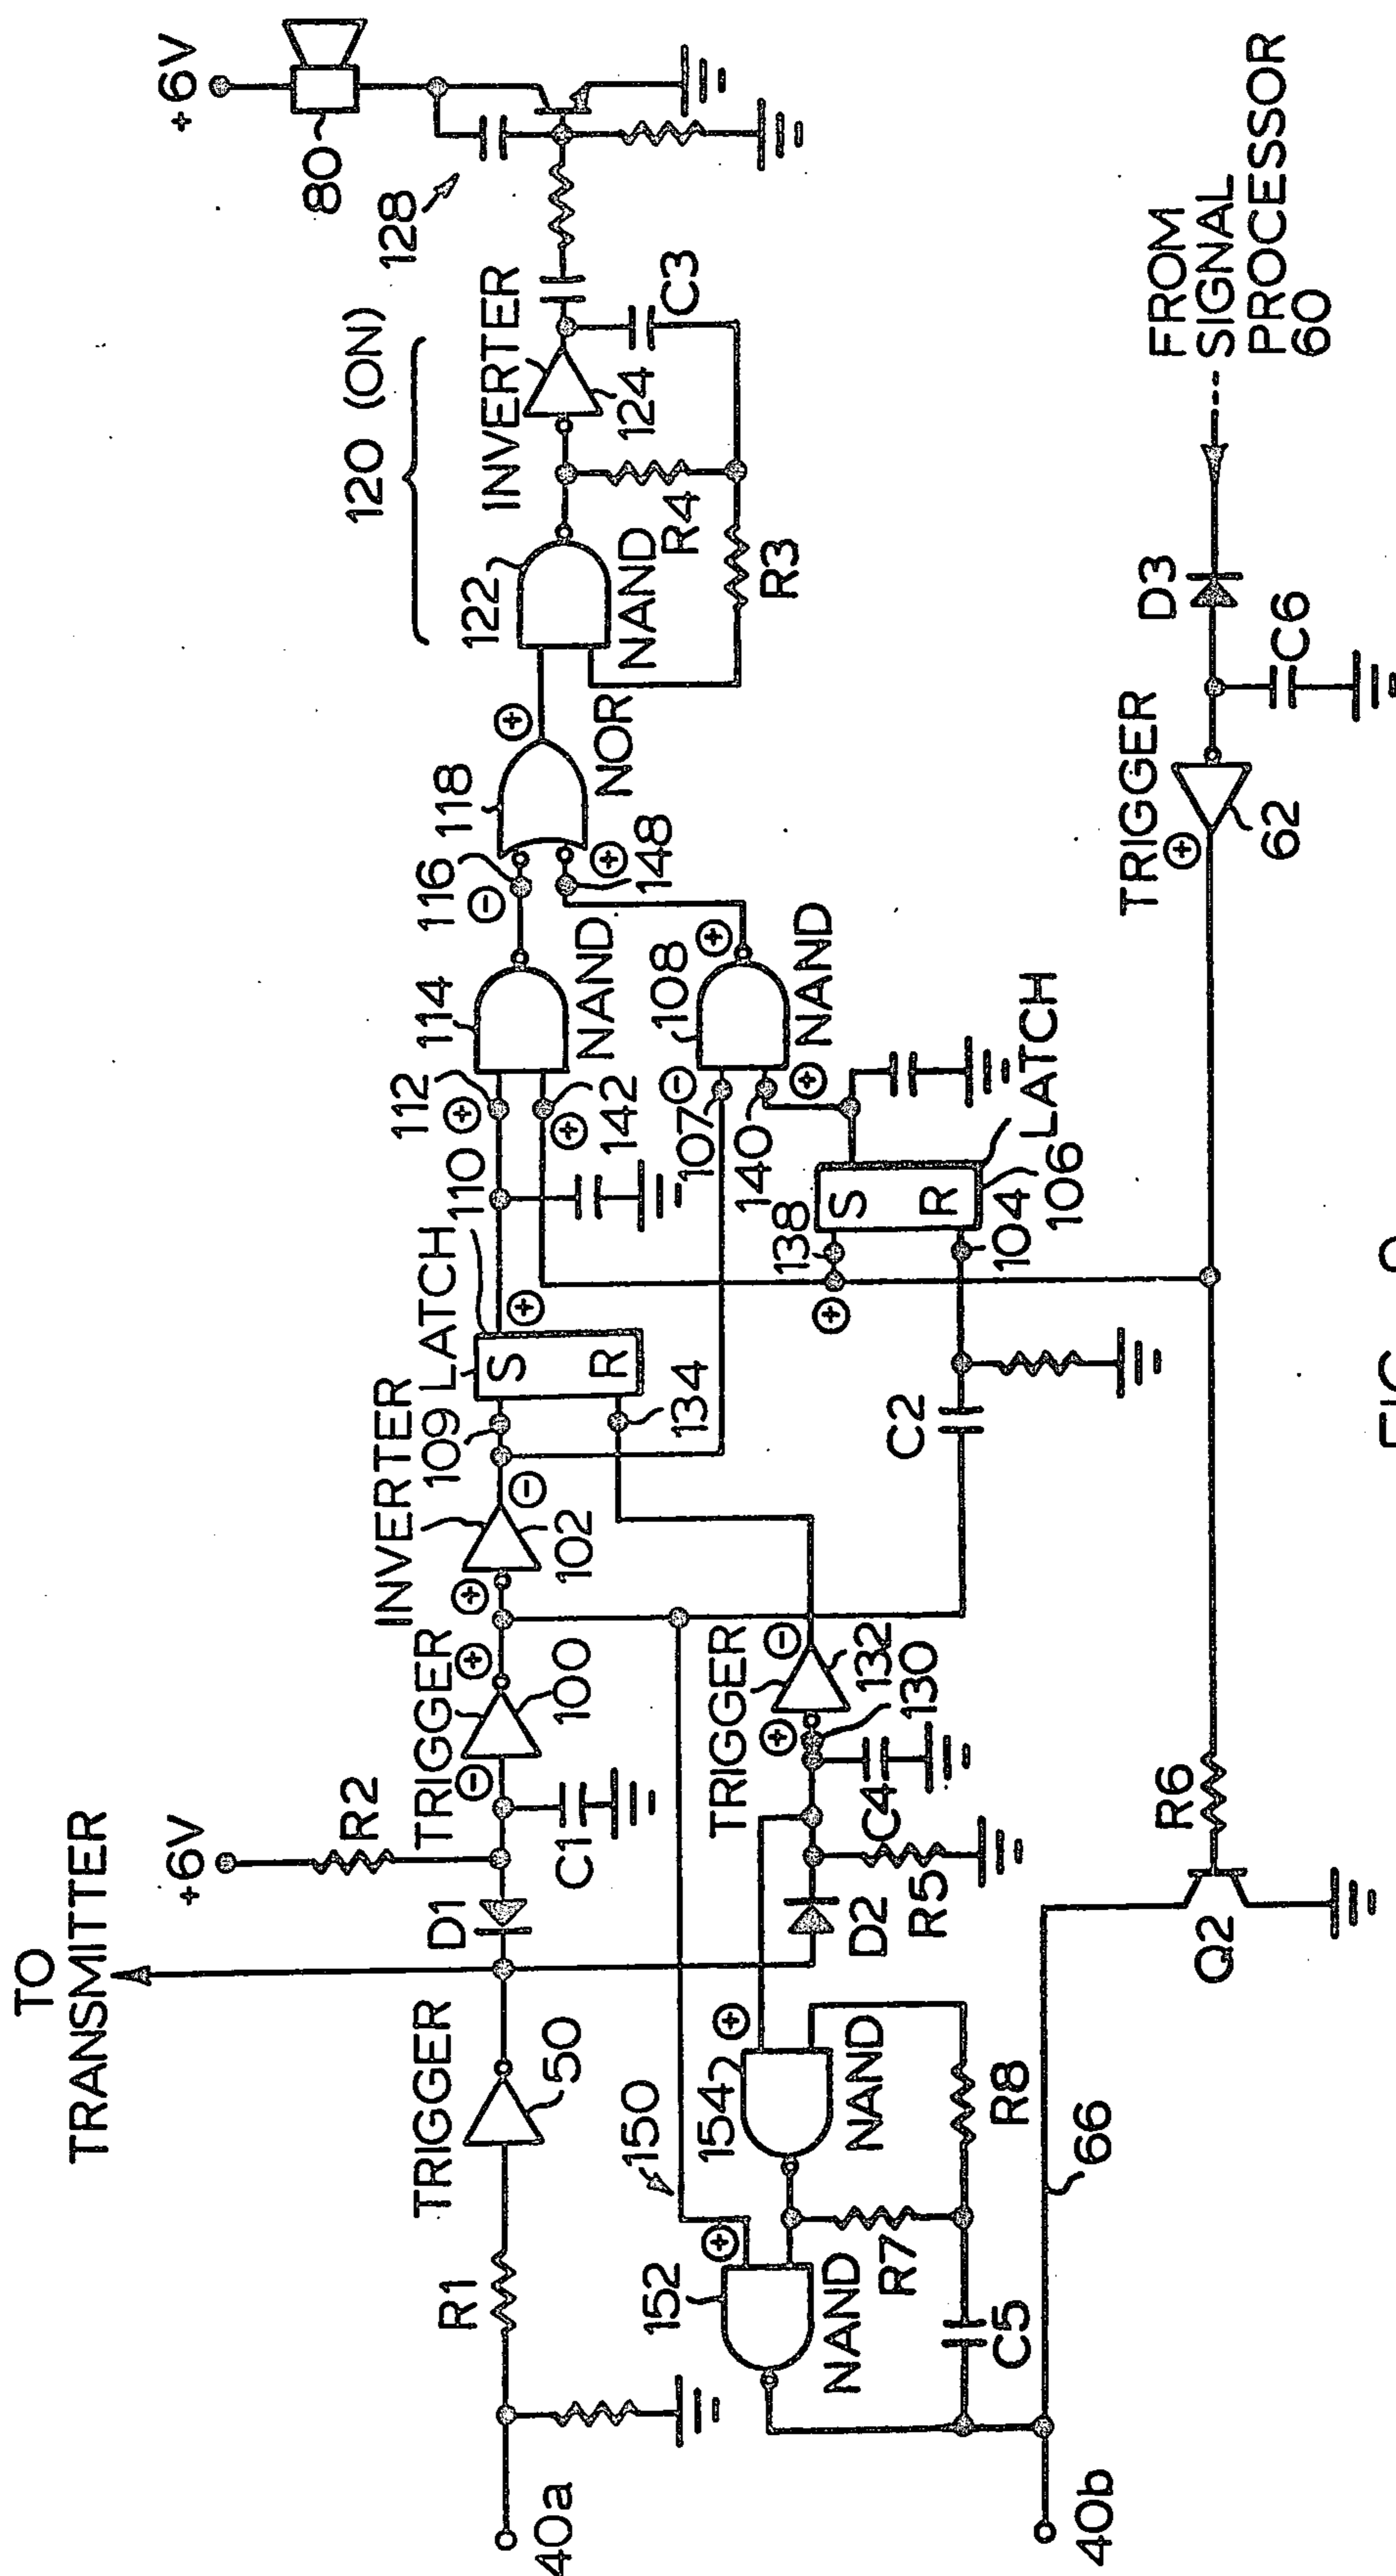 TO
TRANSMITTER
+6V
R2
TRIGGER
50
D1
TRIGGER
⊖
⊕
100
C1
INVERTER
⊕
⊖
102
109
LATCH
S
R
⊕
110
134
112
⊕
⊕
142
114
NAND
116
⊖
118
NOR
⊕
⊕
148
120 (ON)
122
NAND
INVERTER
124
R4
R3
C3
128
80
+6V
40a
R1
150
152
⊕
NAND
154
⊕
NAND
R7
R8
C5
40b
66
D2
R5
C4
TRIGGER
⊕
⊖
132
130
107
⊖
140
⊕
108
NAND
⊕
138
⊕
S
R
104
106
LATCH
C2
Q2
R6
TRIGGER
⊕
62
D3
C6
FROM
SIGNAL
PROCESSOR
60